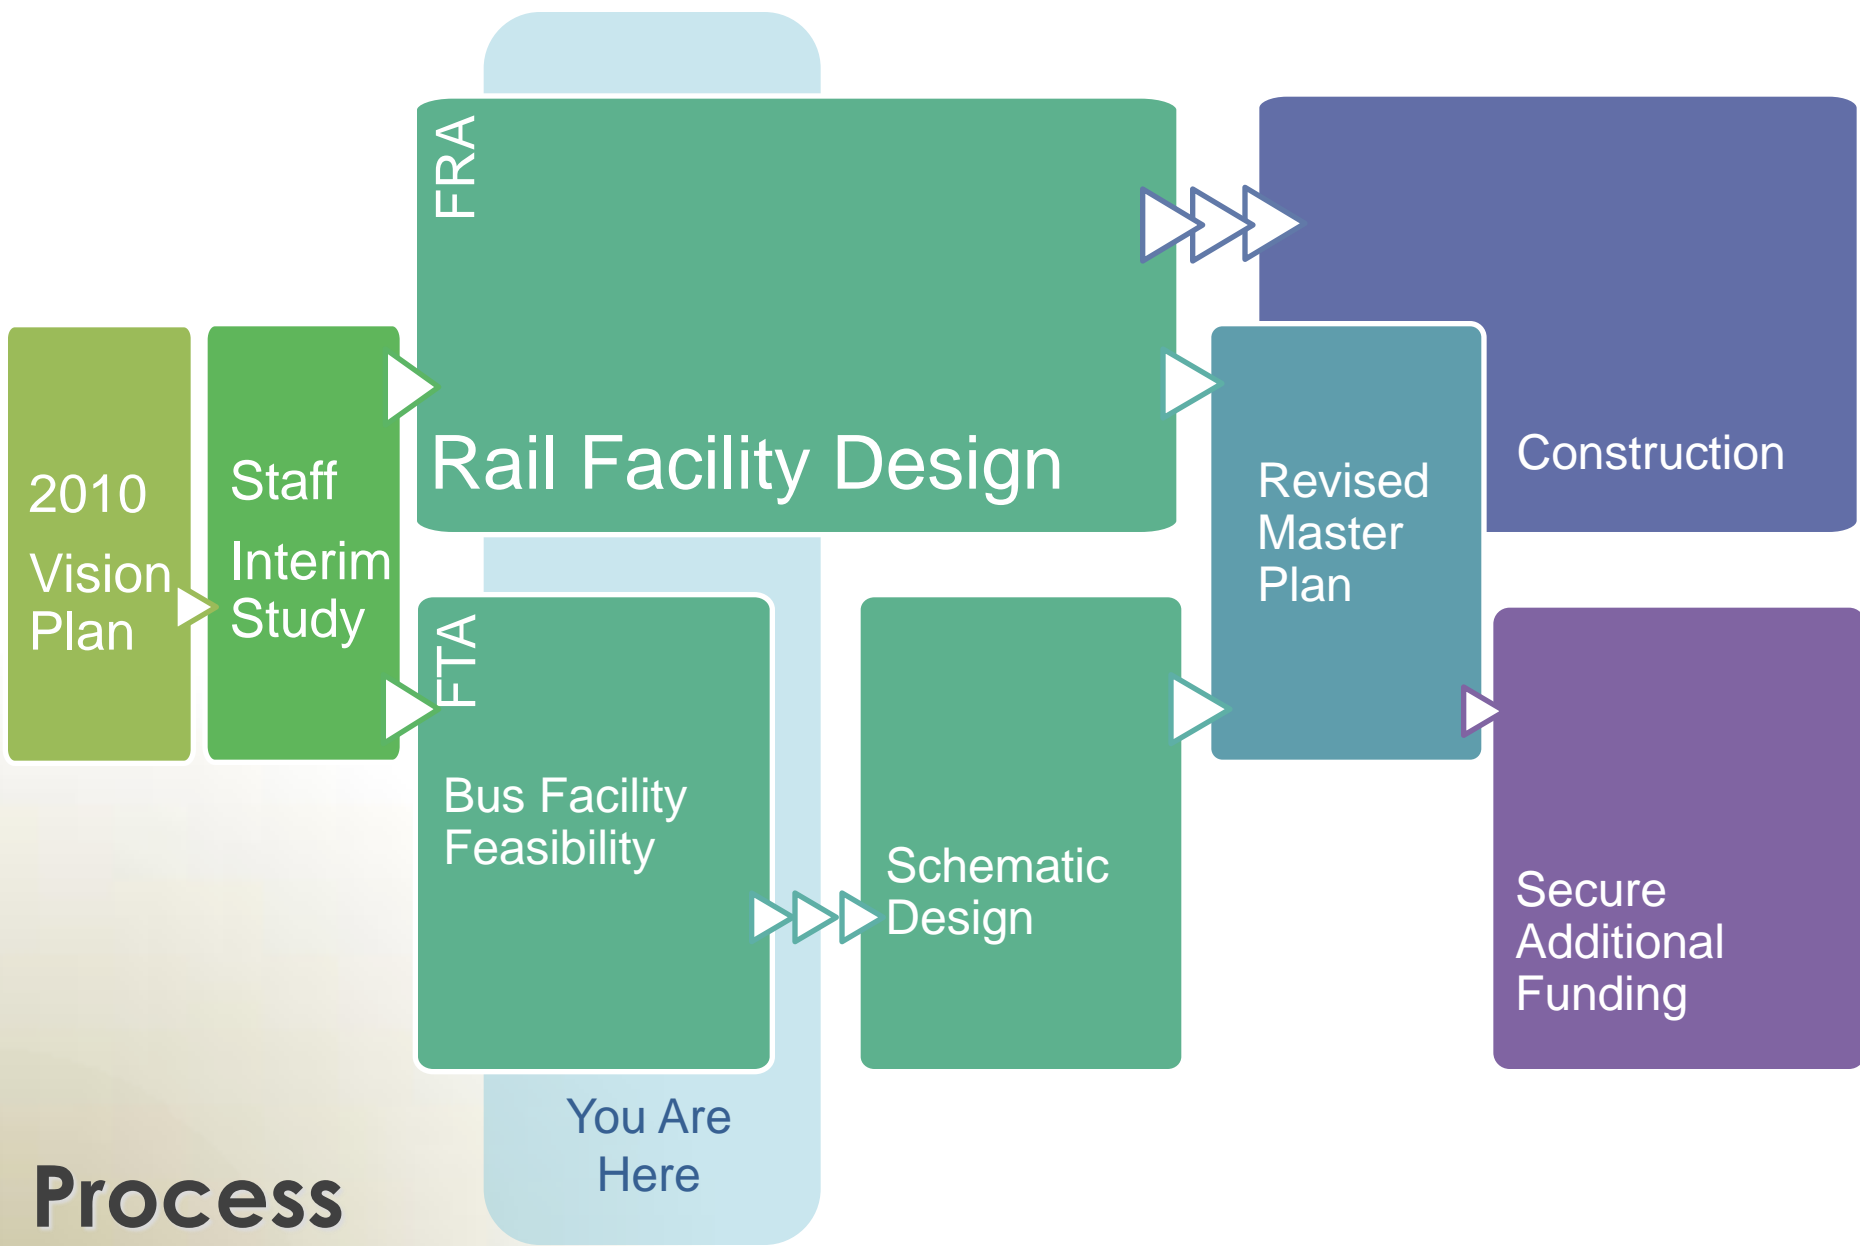 2010
Vision
Plan
Staff
Interim
Study
FRA
Rail Facility Design
FTA
Bus Facility
Feasibility
Schematic
Design
Revised
Master
Plan
Construction
Secure
Additional
Funding
You Are
Here
Process